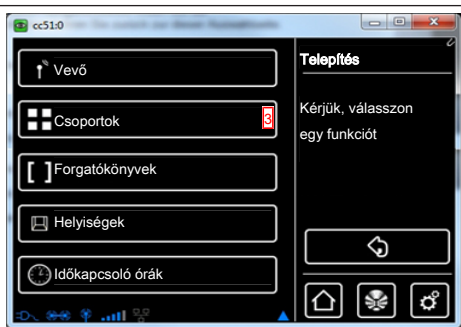 cc51:0
Vevő
Csoportok
3
Forgatókönyvek
Helyiségek
Időkapcsoló órák
Telepítés
Kérjük, válasszon
egy funkciót